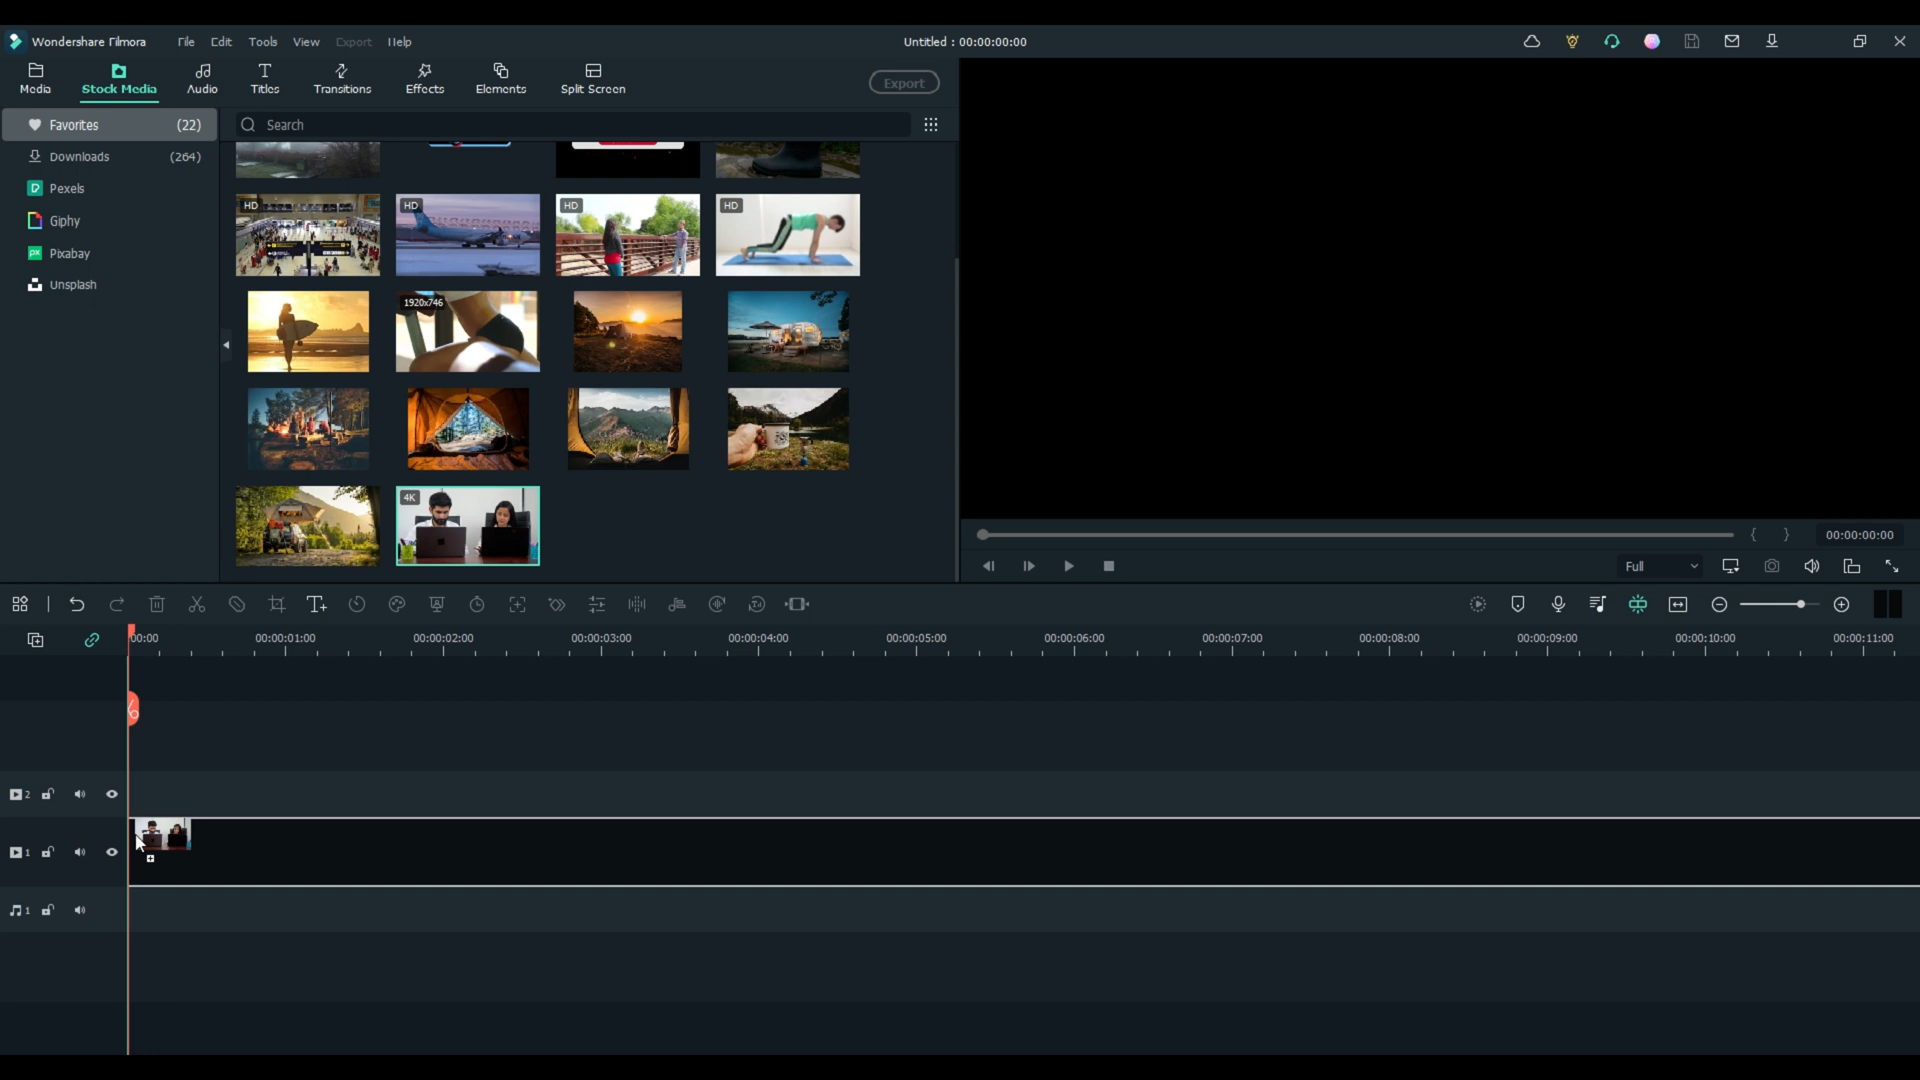 Wondershare Filmora
File Edit Tools View Export Help
Untitled : 00:00:00:00
Media
Stock Media
Audio
Titles
Transitions
Effects
Elements
Split Screen
Export
Favorites (22)
Search
Downloads (264)
Pexels
Giphy
Pixabay
Unsplash
HD
HD
HD
HD
1920x746
4K
00:00:00:00
Full
00:00
00:00:01:00
00:00:02:00
00:00:03:00
00:00:04:00
00:00:05:00
00:00:06:00
00:00:07:00
00:00:08:00
00:00:09:00
00:00:10:00
00:00:11:00
2
1
1